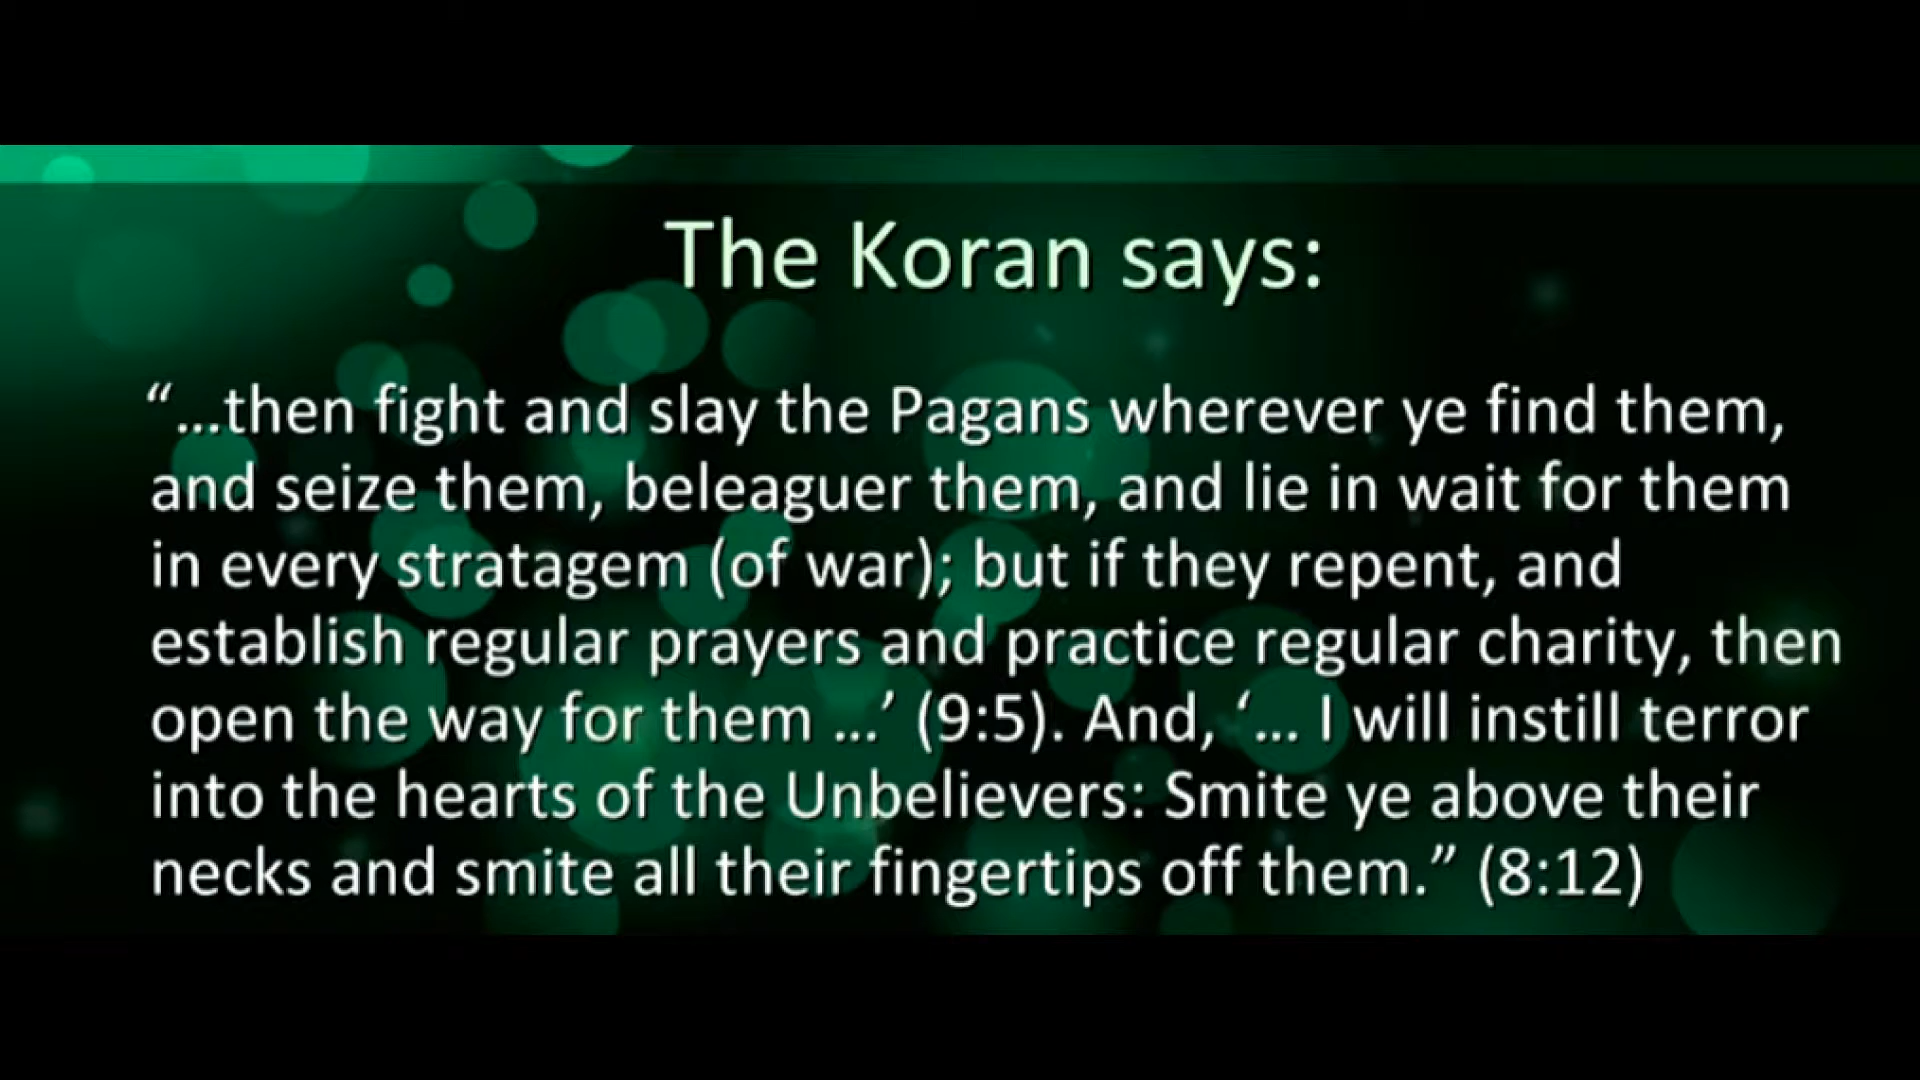 The Koran says:
“...then fight and slay the Pagans wherever ye find them,
and seize them, beleaguer them, and lie in wait for them
in every stratagem (of war); but if they repent, and
establish regular prayers and practice regular charity, then
open the way for them ...’ (9:5). And, ‘... I will instill terror
into the hearts of the Unbelievers: Smite ye above their
necks and smite all their fingertips off them.” (8:12)